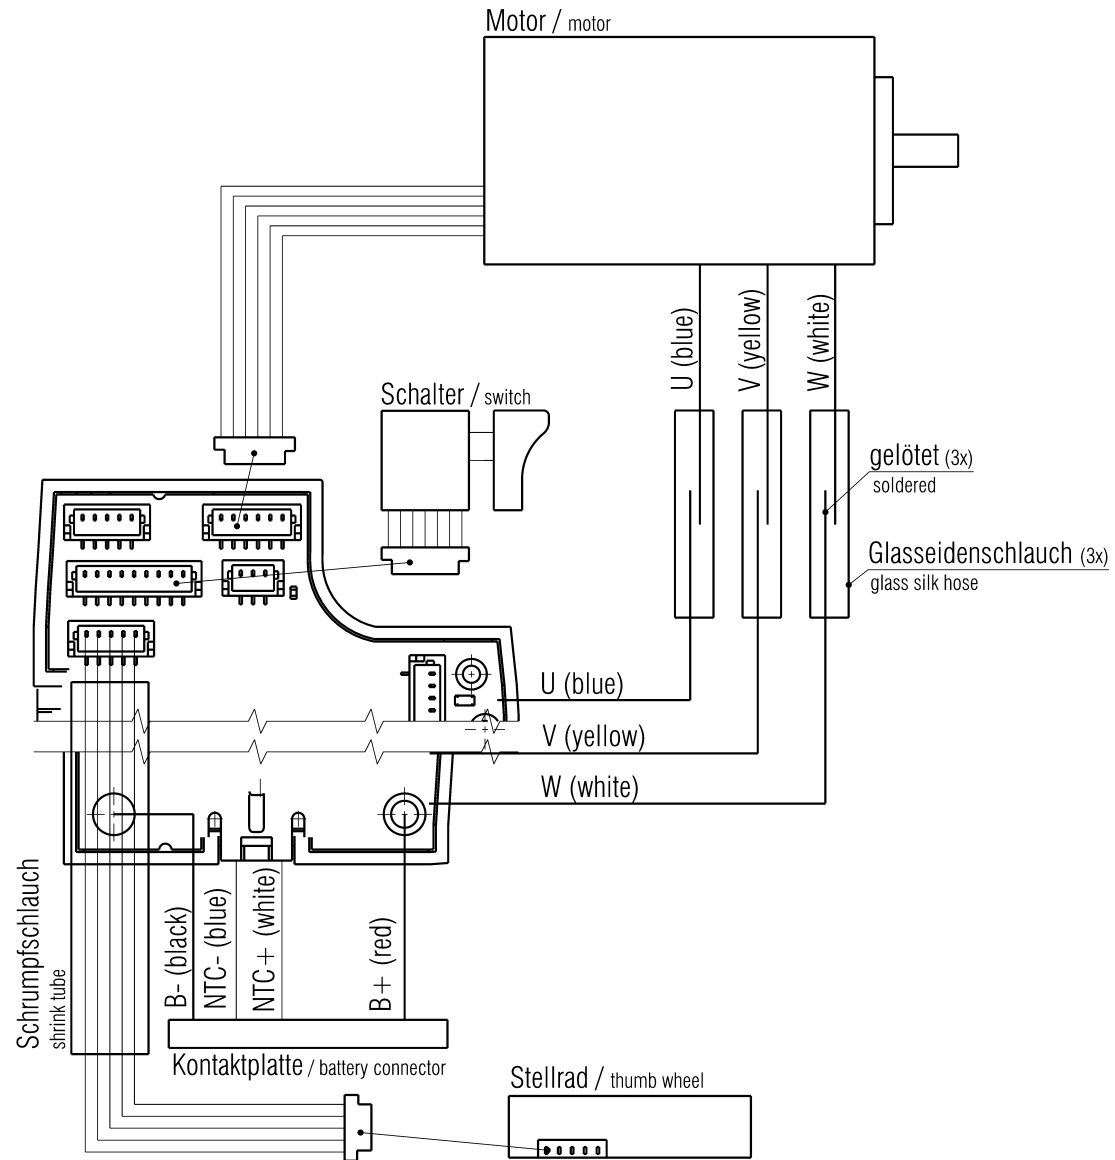 Motor / motor
U (blue)
V (yellow)
W (white)
Schalter / switch
gelötet (3x)
soldered
Glasseidenschlauch (3x)
glass silk hose
U (blue)
V (yellow)
W (white)
Schrumpfschlauch
shrink tube
B- (black)
NTC- (blue)
NTC+ (white)
B+ (red)
Kontaktplatte / battery connector
Stellrad / thumb wheel